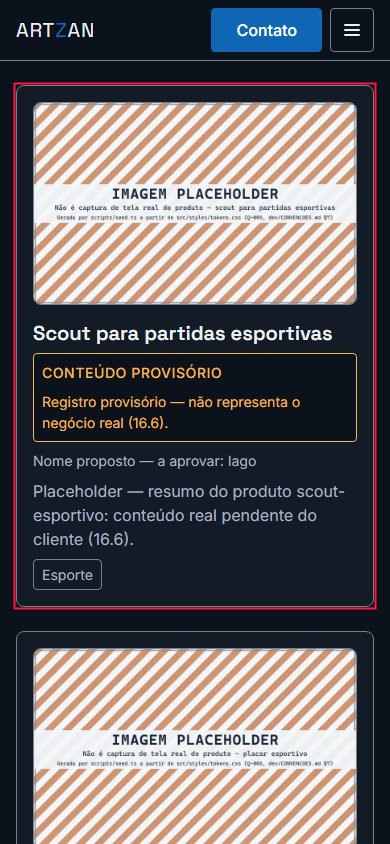 ARTZAN
Contato
IMAGEM PLACEHOLDER
Não é captura de tela real do produto — scout para partidas esportivas
Gerada por scripts/seed.ts a partir de src/styles/tokens.css (Q-005, dev/CONVENCOES.md §7)
Scout para partidas esportivas
CONTEÚDO PROVISÓRIO
Registro provisório — não representa o
negócio real (16.6).
Nome proposto — a aprovar: Iago
Placeholder — resumo do produto scout-
esportivo: conteúdo real pendente do
cliente (16.6).
Esporte
IMAGEM PLACEHOLDER
Não é captura de tela real do produto — placar esportivo
Gerada por scripts/seed.ts a partir de src/styles/tokens.css (Q-005, dev/CONVENCOES.md §7)